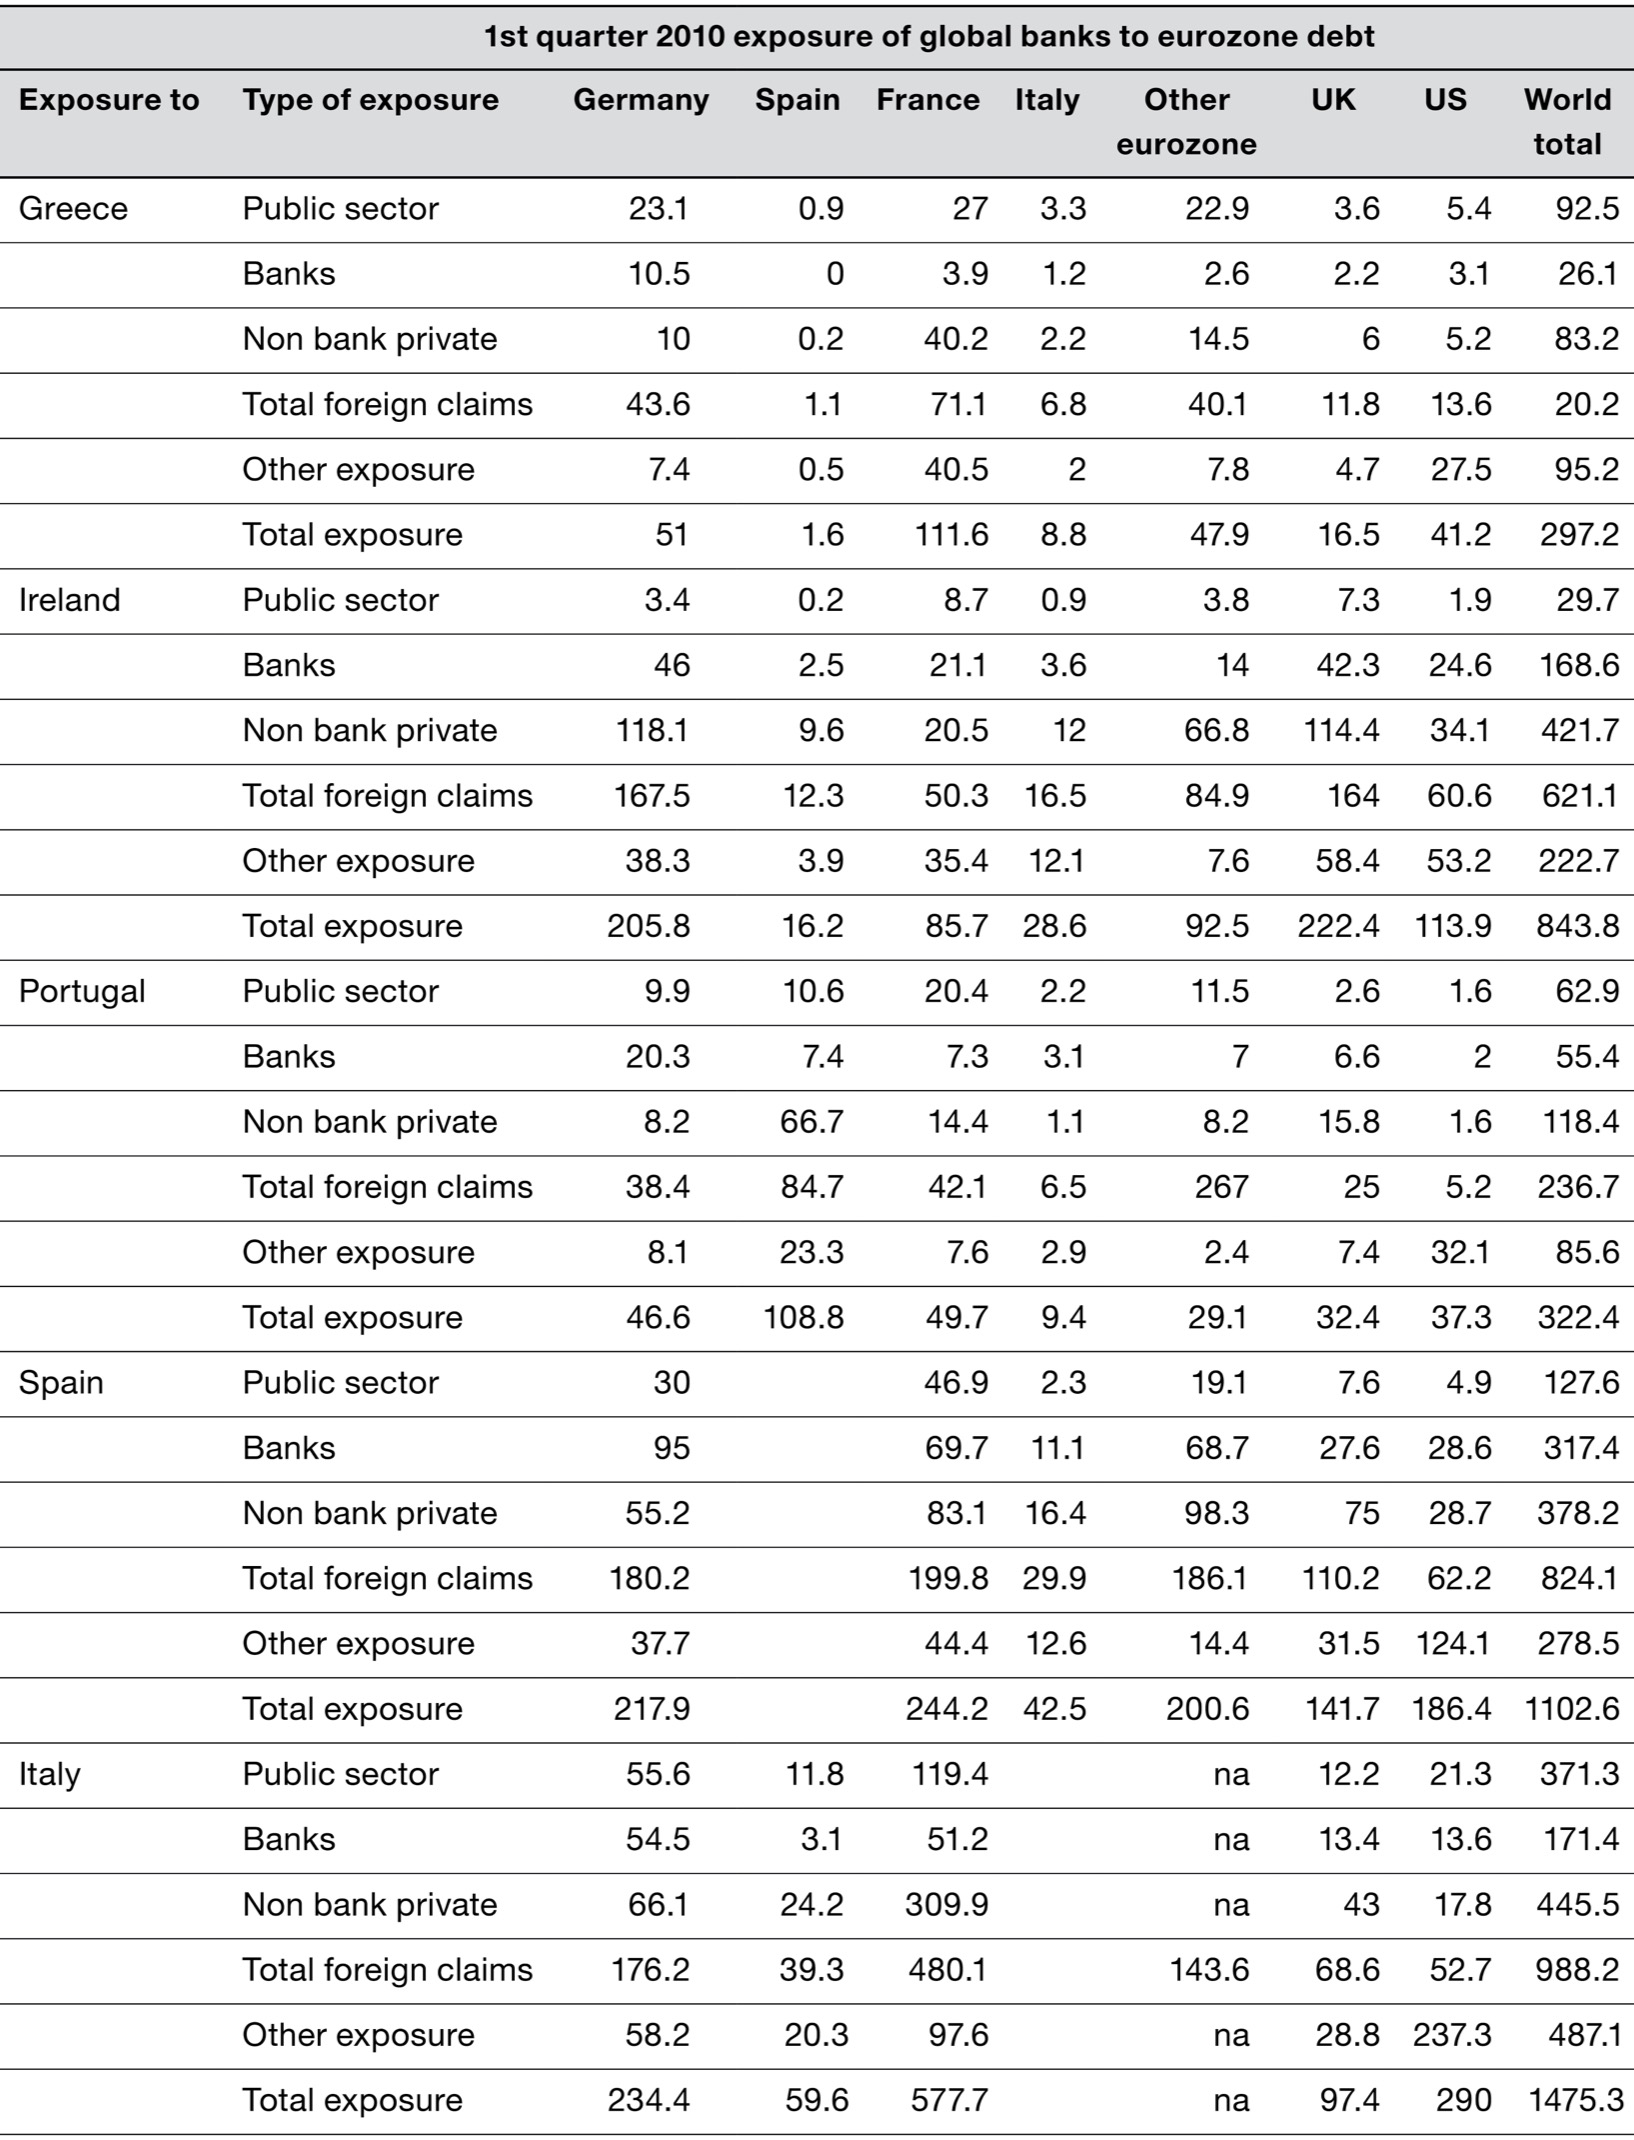 1st quarter 2010 exposure of global banks to eurozone debt
Exposure to Type of exposure Germany Spain France Italy Other eurozone UK US World total
Greece Public sector 23.1 0.9 27 3.3 22.9 3.6 5.4 92.5
Banks 10.5 0 3.9 1.2 2.6 2.2 3.1 26.1
Non bank private 10 0.2 40.2 2.2 14.5 6 5.2 83.2
Total foreign claims 43.6 1.1 71.1 6.8 40.1 11.8 13.6 20.2
Other exposure 7.4 0.5 40.5 2 7.8 4.7 27.5 95.2
Total exposure 51 1.6 111.6 8.8 47.9 16.5 41.2 297.2
Ireland Public sector 3.4 0.2 8.7 0.9 3.8 7.3 1.9 29.7
Banks 46 2.5 21.1 3.6 14 42.3 24.6 168.6
Non bank private 118.1 9.6 20.5 12 66.8 114.4 34.1 421.7
Total foreign claims 167.5 12.3 50.3 16.5 84.9 164 60.6 621.1
Other exposure 38.3 3.9 35.4 12.1 7.6 58.4 53.2 222.7
Total exposure 205.8 16.2 85.7 28.6 92.5 222.4 113.9 843.8
Portugal Public sector 9.9 10.6 20.4 2.2 11.5 2.6 1.6 62.9
Banks 20.3 7.4 7.3 3.1 7 6.6 2 55.4
Non bank private 8.2 66.7 14.4 1.1 8.2 15.8 1.6 118.4
Total foreign claims 38.4 84.7 42.1 6.5 267 25 5.2 236.7
Other exposure 8.1 23.3 7.6 2.9 2.4 7.4 32.1 85.6
Total exposure 46.6 108.8 49.7 9.4 29.1 32.4 37.3 322.4
Spain Public sector 30 46.9 2.3 19.1 7.6 4.9 127.6
Banks 95 69.7 11.1 68.7 27.6 28.6 317.4
Non bank private 55.2 83.1 16.4 98.3 75 28.7 378.2
Total foreign claims 180.2 199.8 29.9 186.1 110.2 62.2 824.1
Other exposure 37.7 44.4 12.6 14.4 31.5 124.1 278.5
Total exposure 217.9 244.2 42.5 200.6 141.7 186.4 1102.6
Italy Public sector 55.6 11.8 119.4 na 12.2 21.3 371.3
Banks 54.5 3.1 51.2 na 13.4 13.6 171.4
Non bank private 66.1 24.2 309.9 na 43 17.8 445.5
Total foreign claims 176.2 39.3 480.1 143.6 68.6 52.7 988.2
Other exposure 58.2 20.3 97.6 na 28.8 237.3 487.1
Total exposure 234.4 59.6 577.7 na 97.4 290 1475.3